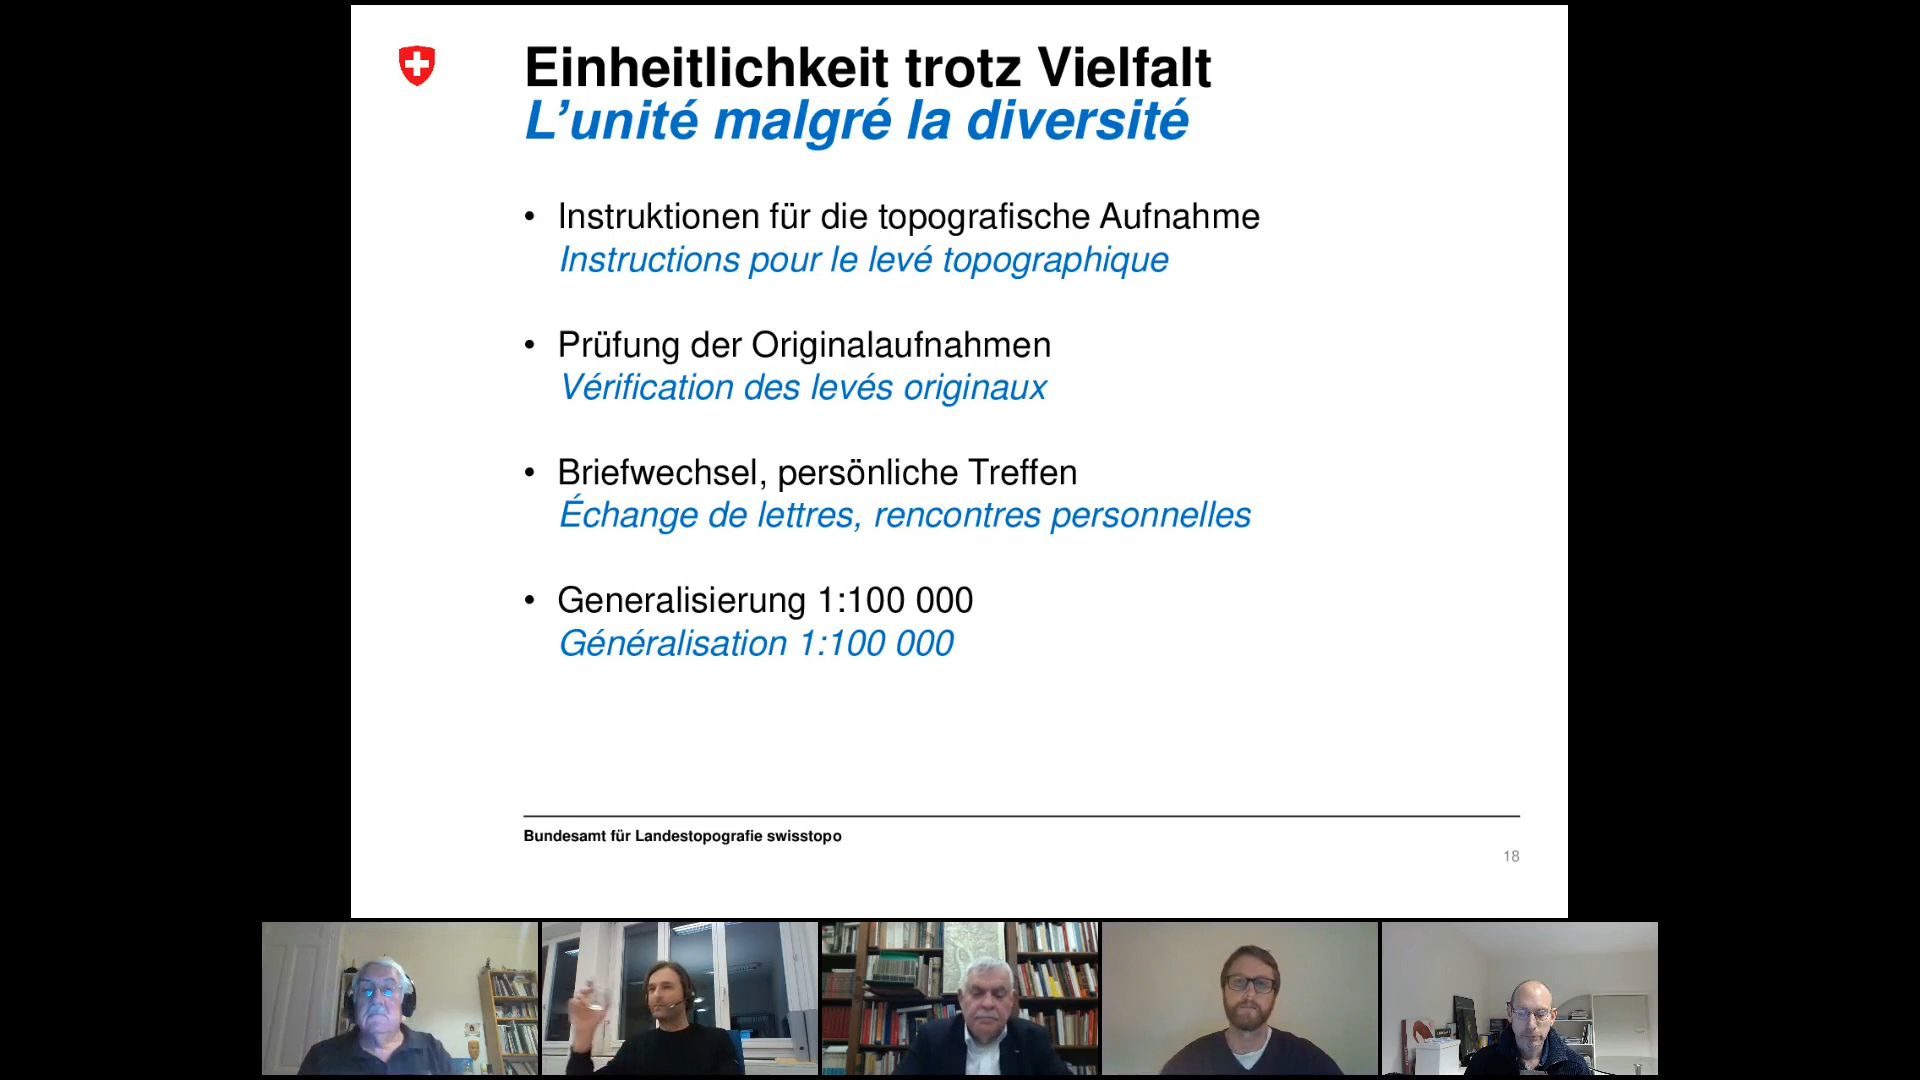 Einheitlichkeit trotz Vielfalt
L’unité malgré la diversité
• Instruktionen für die topografische Aufnahme
Instructions pour le levé topographique
• Prüfung der Originalaufnahmen
Vérification des levés originaux
• Briefwechsel, persönliche Treffen
Échange de lettres, rencontres personnelles
• Generalisierung 1:100 000
Généralisation 1:100 000
Bundesamt für Landestopografie swisstopo
18